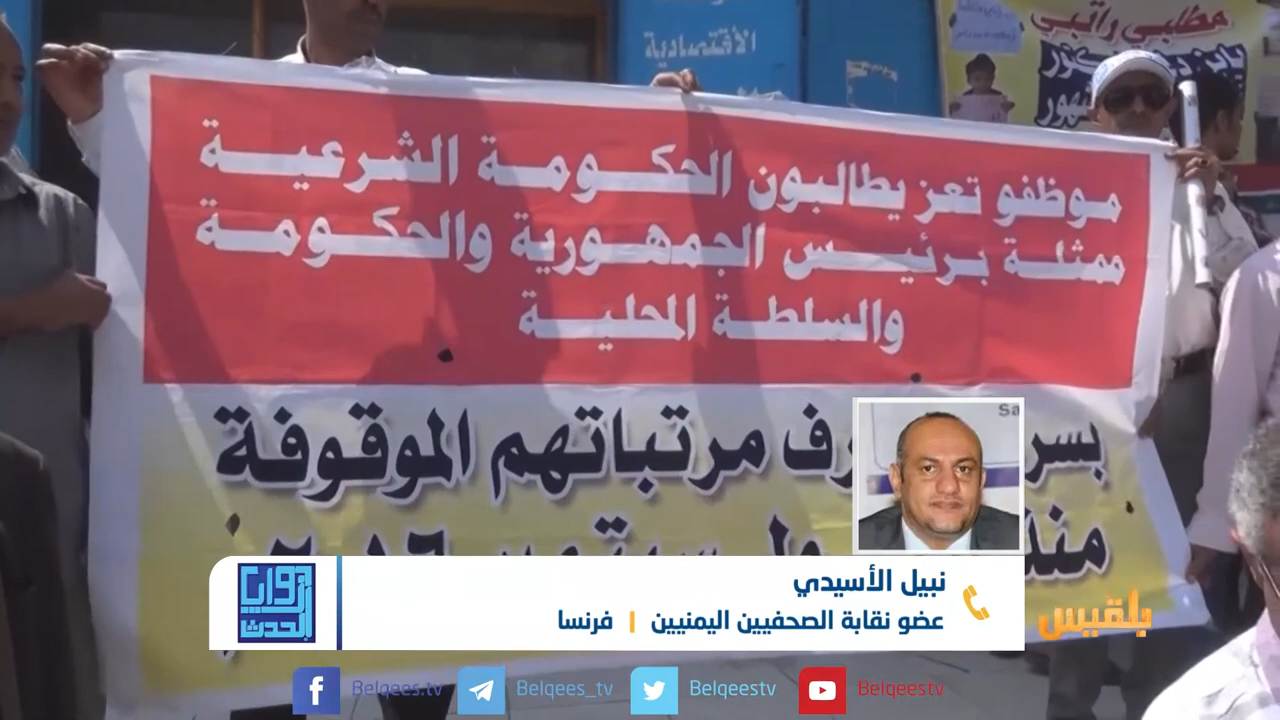 الاقتصادية
مطلبي راتبي
موظفو تعز يطالبون الحكومة الشرعية
ممثلة برئيس الجمهورية والحكومة
والسلطة المحلية
مرتباتهم الموقوفة
نبيل الأسيدي
عضو نقابة الصحفيين اليمنيين | فرنسا
بلقيس
زوايا
الحدث
Belqees.tv
Belqees_tv
Belqeestv
Belqeestv